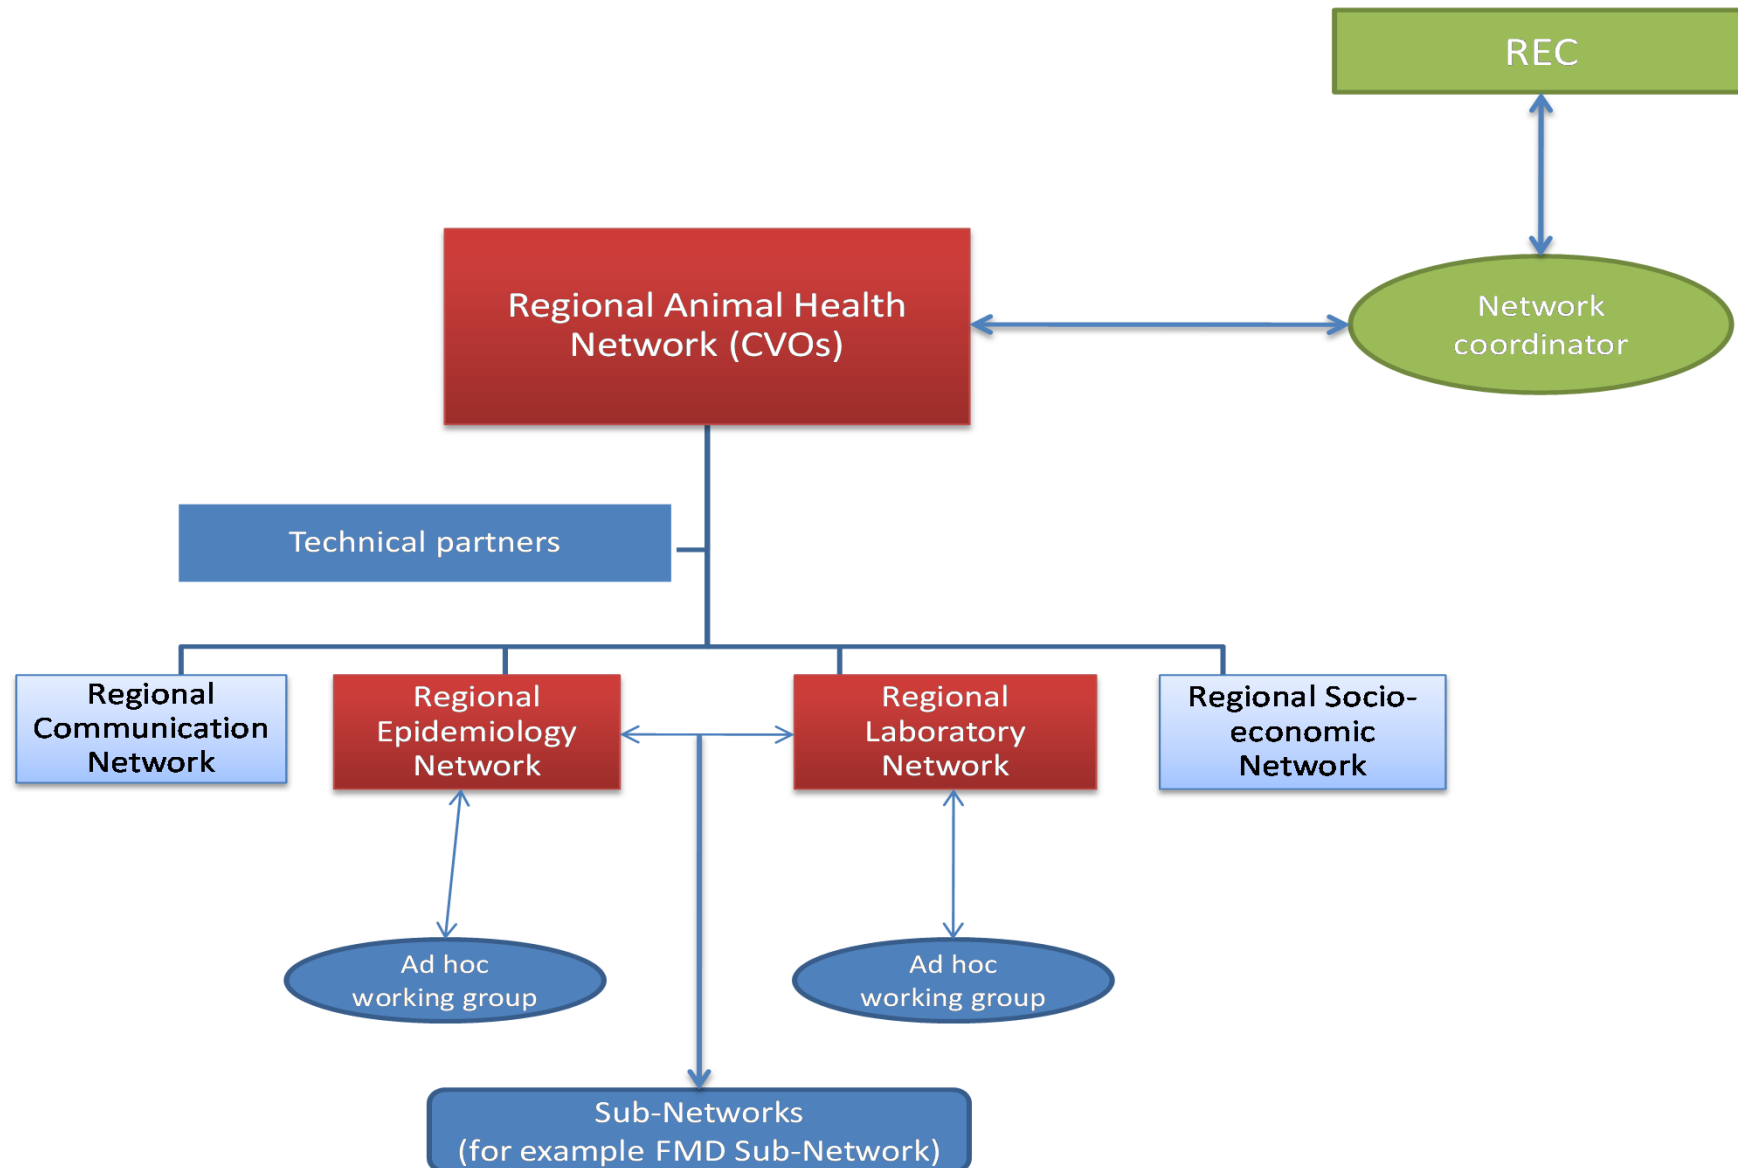 REC
Regional Animal Health
Network (CVOs)
Network
coordinator
Technical partners
Regional
Communication
Network
Regional
Epidemiology
Network
Regional
Laboratory
Network
Regional Socio-
economic
Network
Ad hoc
working group
Ad hoc
working group
Sub-Networks
(for example FMD Sub-Network)